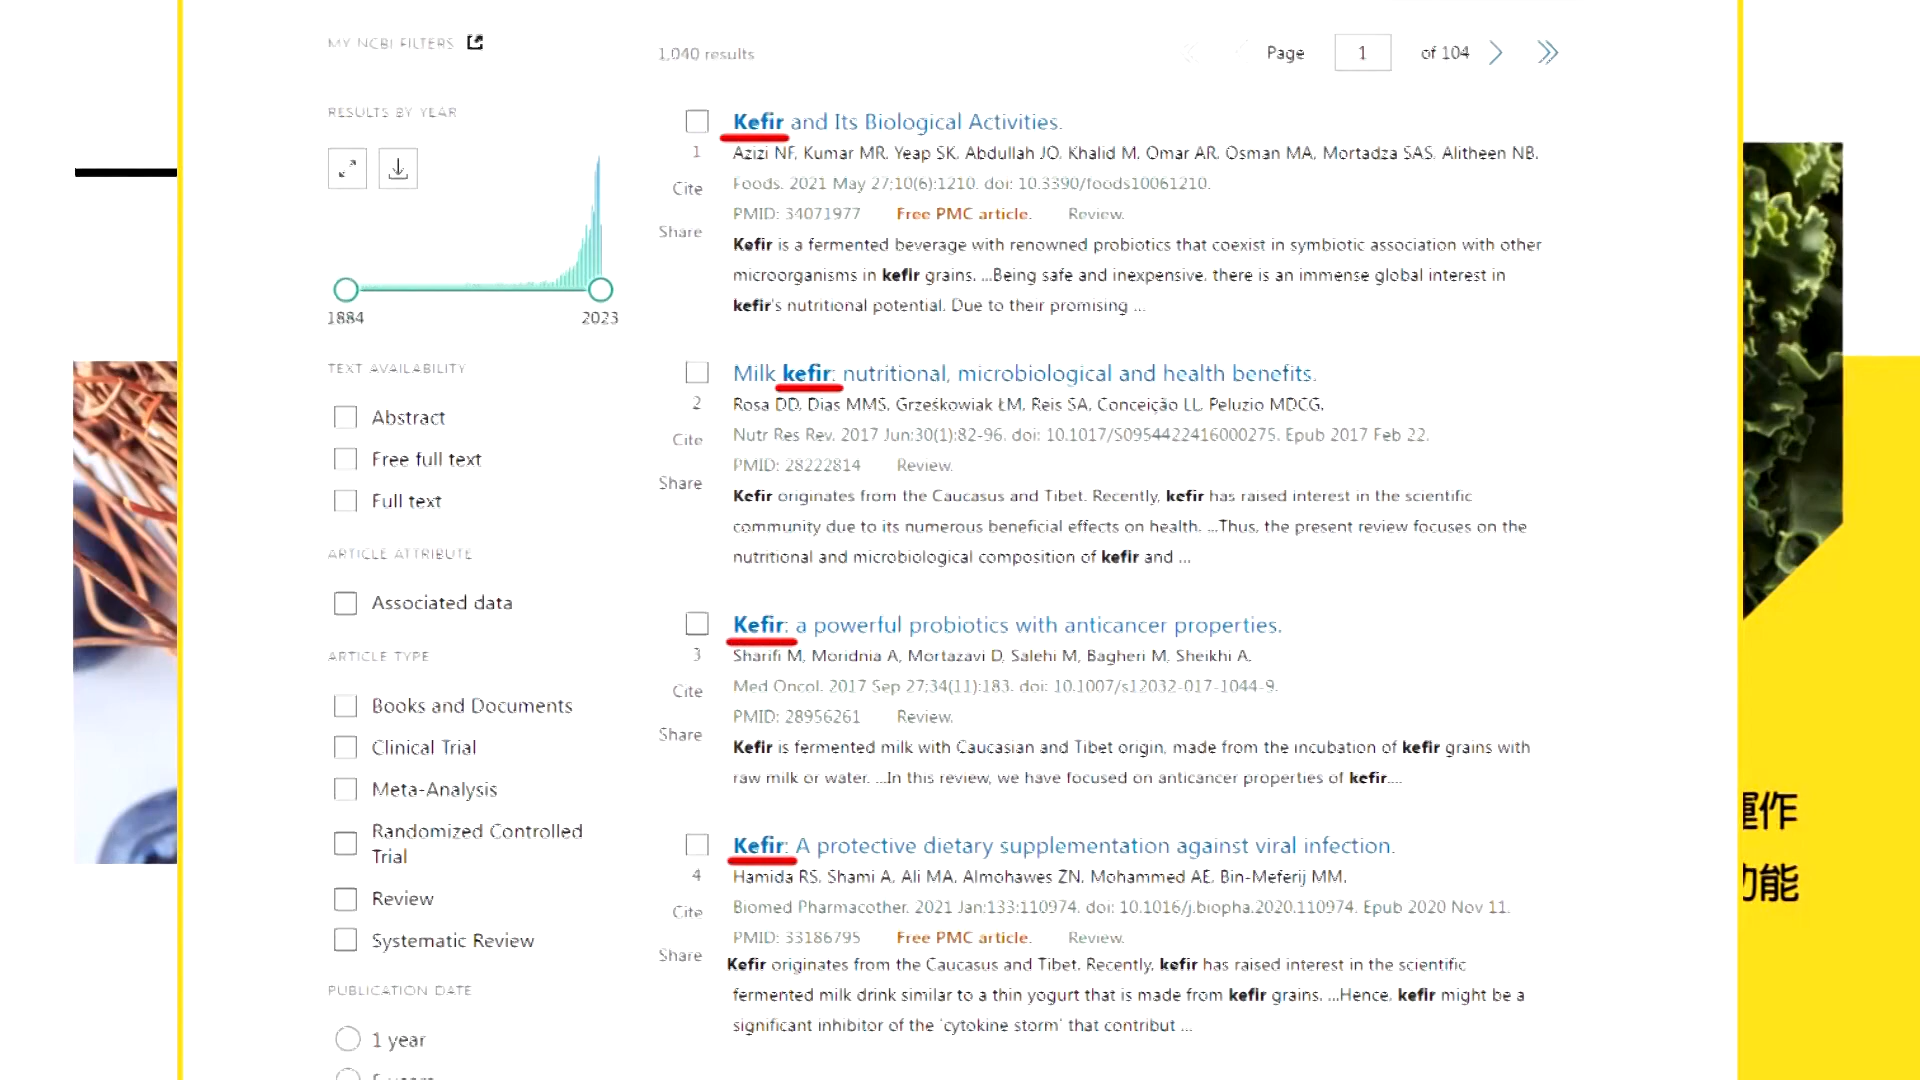 MY NCBI FILTERS
1,040 results
Page 1 of 104
RESULTS BY YEAR
1884 2023
TEXT AVAILABILITY
Abstract
Free full text
Full text
ARTICLE ATTRIBUTE
Associated data
ARTICLE TYPE
Books and Documents
Clinical Trial
Meta-Analysis
Randomized Controlled
Trial
Review
Systematic Review
PUBLICATION DATE
1 year
Kefir and Its Biological Activities.
1
Azizi NF, Kumar MR, Yeap SK, Abdullah JO, Khalid M, Omar AR, Osman MA, Mortadza SAS, Alitheen NB.
Cite
Foods. 2021 May 27;10(6):1210. doi: 10.3390/foods10061210.
PMID: 34071977 Free PMC article. Review.
Share
Kefir is a fermented beverage with renowned probiotics that coexist in symbiotic association with other
microorganisms in kefir grains. ...Being safe and inexpensive, there is an immense global interest in
kefir's nutritional potential. Due to their promising ...
Milk kefir: nutritional, microbiological and health benefits.
2
Rosa DD, Dias MMS, Grześkowiak ŁM, Reis SA, Conceição LL, Peluzio MDCG.
Cite
Nutr Res Rev. 2017 Jun;30(1):82-96. doi: 10.1017/S0954422416000275. Epub 2017 Feb 22.
PMID: 28222814 Review.
Share
Kefir originates from the Caucasus and Tibet. Recently, kefir has raised interest in the scientific
community due to its numerous beneficial effects on health. ...Thus, the present review focuses on the
nutritional and microbiological composition of kefir and ...
Kefir: a powerful probiotics with anticancer properties.
3
Sharifi M, Moridnia A, Mortazavi D, Salehi M, Bagheri M, Sheikhi A.
Cite
Med Oncol. 2017 Sep 27;34(11):183. doi: 10.1007/s12032-017-1044-9.
PMID: 28956261 Review.
Share
Kefir is fermented milk with Caucasian and Tibet origin, made from the incubation of kefir grains with
raw milk or water. ...In this review, we have focused on anticancer properties of kefir....
Kefir: A protective dietary supplementation against viral infection.
4
Hamida RS, Shami A, Ali MA, Almohawes ZN, Mohammed AE, Bin-Meferij MM.
Cite
Biomed Pharmacother. 2021 Jan;133:110974. doi: 10.1016/j.biopha.2020.110974. Epub 2020 Nov 11.
PMID: 33186795 Free PMC article. Review.
Share
Kefir originates from the Caucasus and Tibet. Recently, kefir has raised interest in the scientific
fermented milk drink similar to a thin yogurt that is made from kefir grains. ...Hence, kefir might be a
significant inhibitor of the 'cytokine storm' that contribut ...
運作
功能